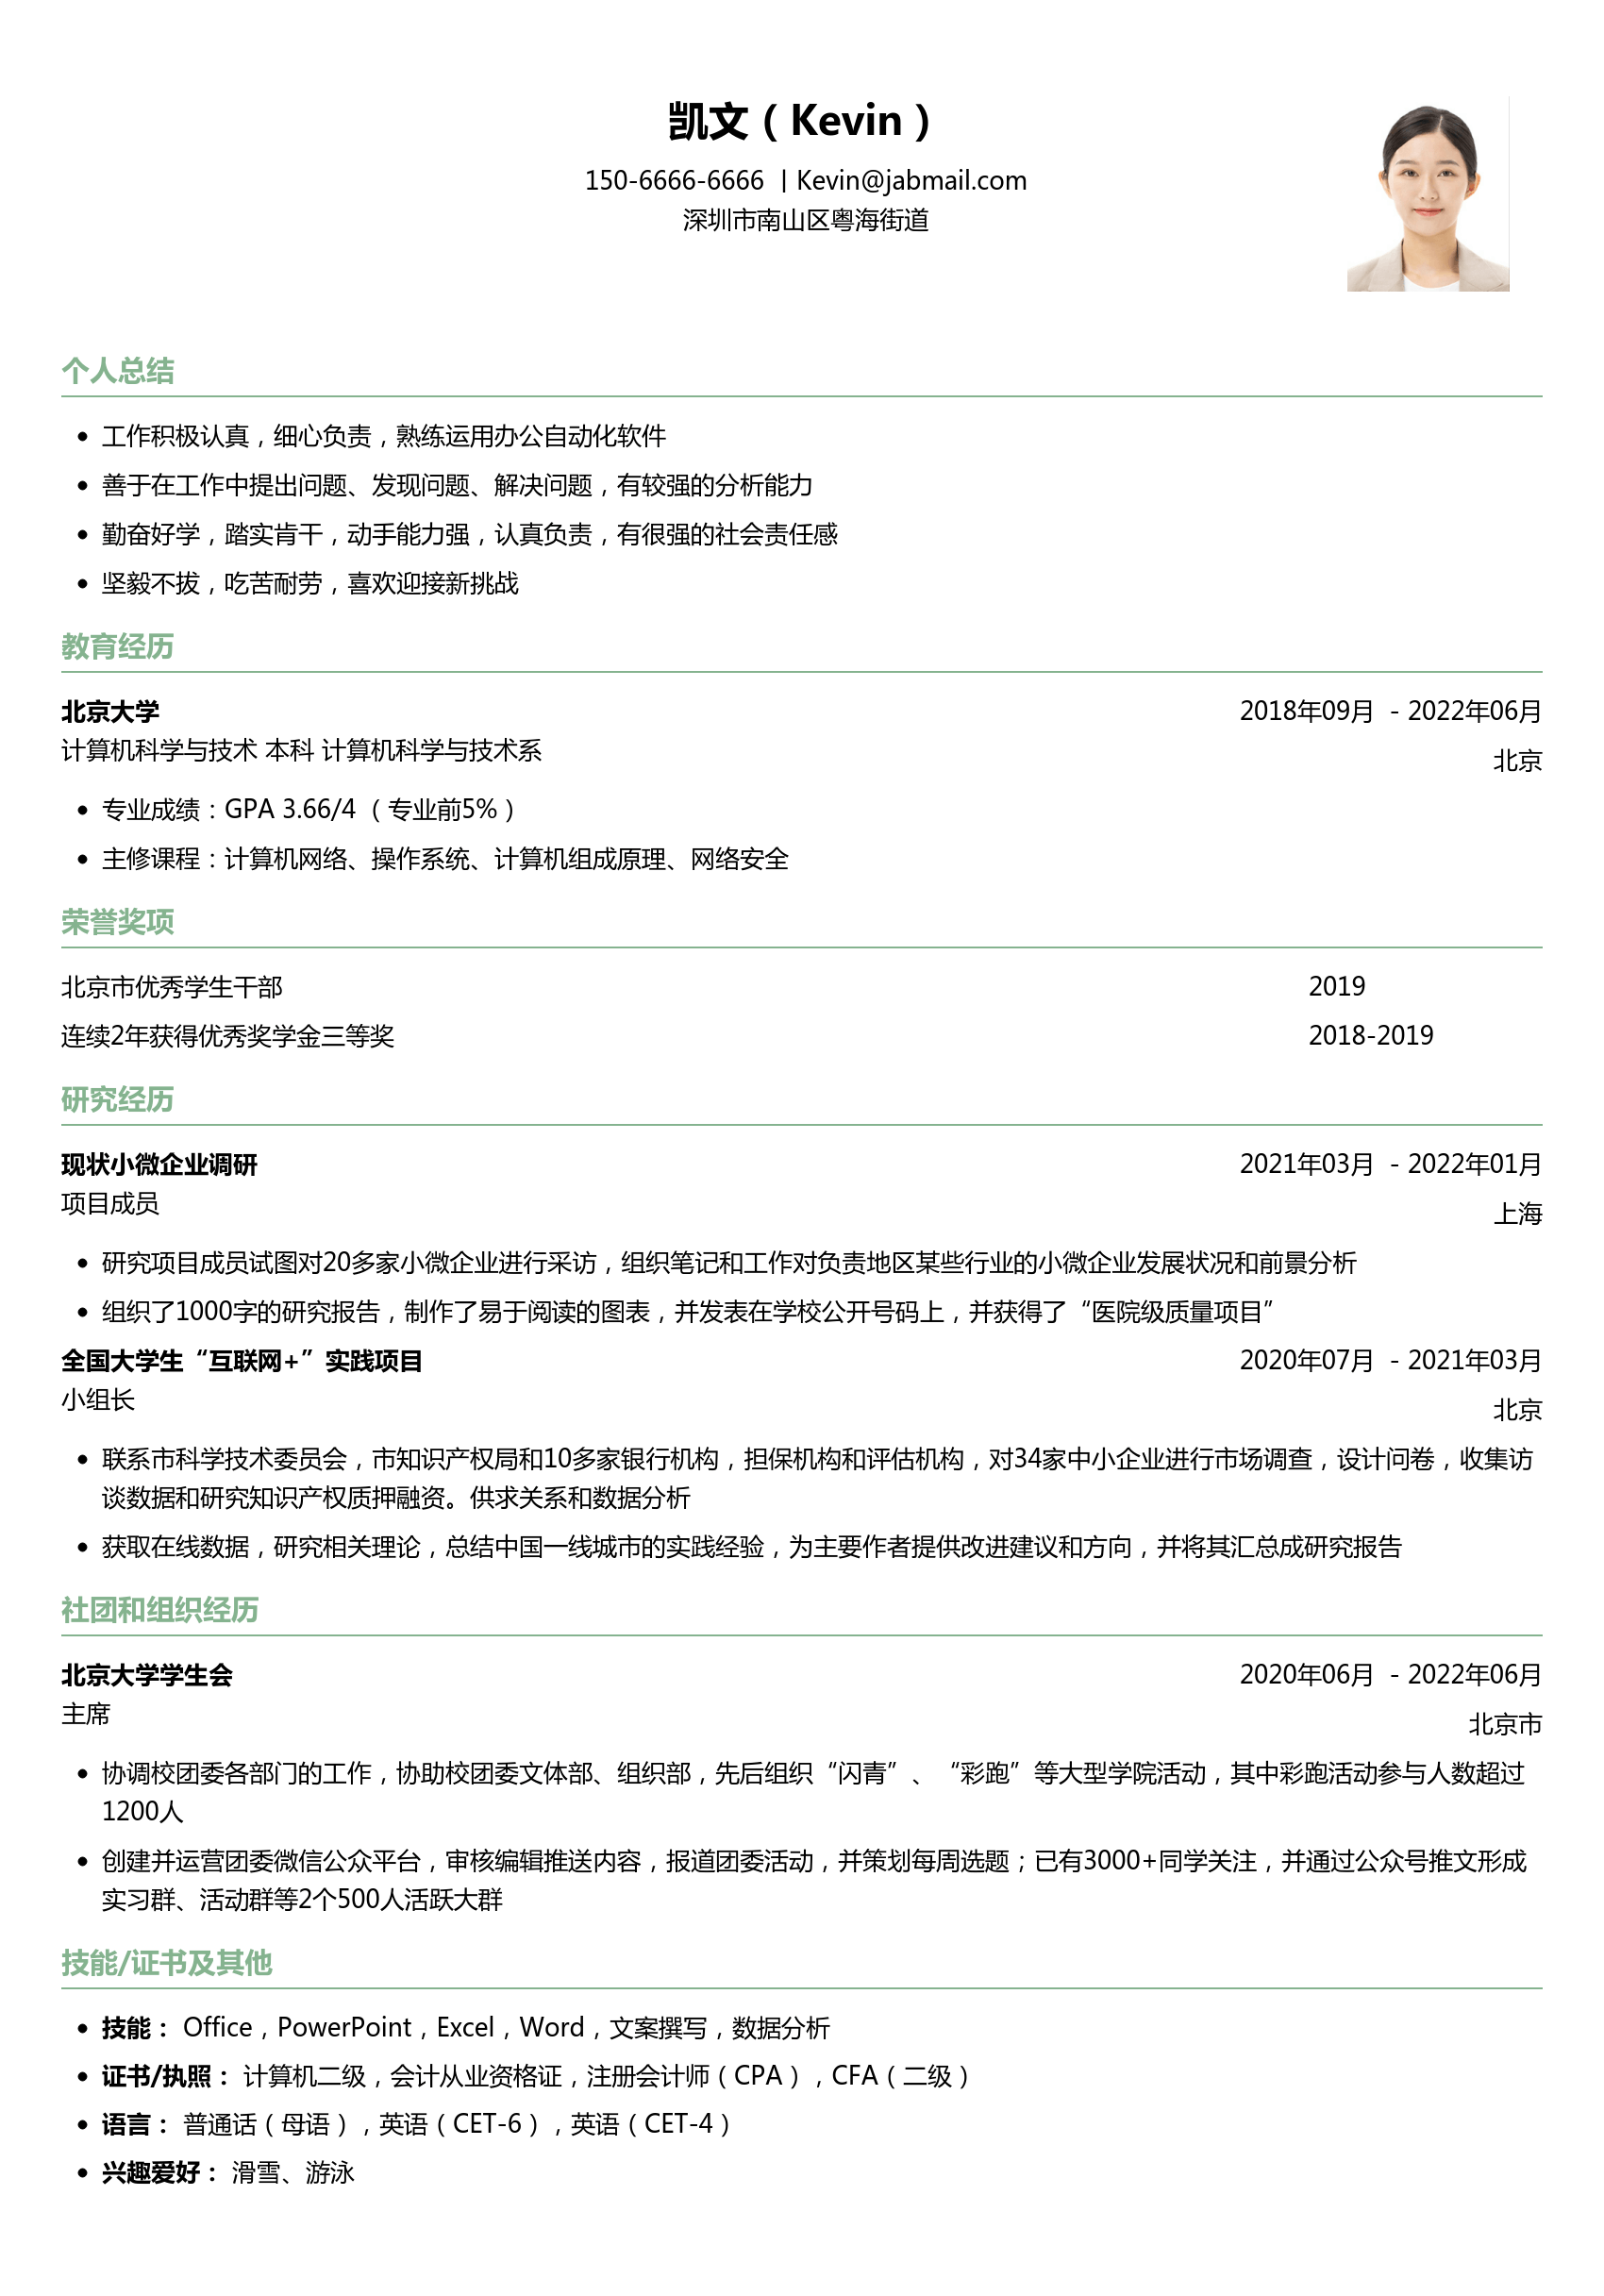 凯文（Kevin）
150-6666-6666 | Kevin@jabmail.com
深圳市南山区粤海街道
个人总结
• 工作积极认真，细心负责，熟练运用办公自动化软件
• 善于在工作中提出问题、发现问题、解决问题，有较强的分析能力
• 勤奋好学，踏实肯干，动手能力强，认真负责，有很强的社会责任感
• 坚毅不拔，吃苦耐劳，喜欢迎接新挑战
教育经历
北京大学 2018年09月 - 2022年06月
计算机科学与技术 本科 计算机科学与技术系 北京
• 专业成绩：GPA 3.66/4 （专业前5%）
• 主修课程：计算机网络、操作系统、计算机组成原理、网络安全
荣誉奖项
北京市优秀学生干部 2019
连续2年获得优秀奖学金三等奖 2018-2019
研究经历
现状小微企业调研 2021年03月 - 2022年01月
项目成员 上海
• 研究项目成员试图对20多家小微企业进行采访，组织笔记和工作对负责地区某些行业的小微企业发展状况和前景分析
• 组织了1000字的研究报告，制作了易于阅读的图表，并发表在学校公开号码上，并获得了“医院级质量项目”
全国大学生“互联网+”实践项目 2020年07月 - 2021年03月
小组长 北京
• 联系市科学技术委员会，市知识产权局和10多家银行机构，担保机构和评估机构，对34家中小企业进行市场调查，设计问卷，收集访
谈数据和研究知识产权质押融资。供求关系和数据分析
• 获取在线数据，研究相关理论，总结中国一线城市的实践经验，为主要作者提供改进建议和方向，并将其汇总成研究报告
社团和组织经历
北京大学学生会 2020年06月 - 2022年06月
主席 北京市
• 协调校团委各部门的工作，协助校团委文体部、组织部，先后组织“闪青”、“彩跑”等大型学院活动，其中彩跑活动参与人数超过
1200人
• 创建并运营团委微信公众平台，审核编辑推送内容，报道团委活动，并策划每周选题；已有3000+同学关注，并通过公众号推文形成
实习群、活动群等2个500人活跃大群
技能/证书及其他
• 技能： Office，PowerPoint，Excel，Word，文案撰写，数据分析
• 证书/执照： 计算机二级，会计从业资格证，注册会计师（CPA），CFA（二级）
• 语言： 普通话（母语），英语（CET-6），英语（CET-4）
• 兴趣爱好： 滑雪、游泳